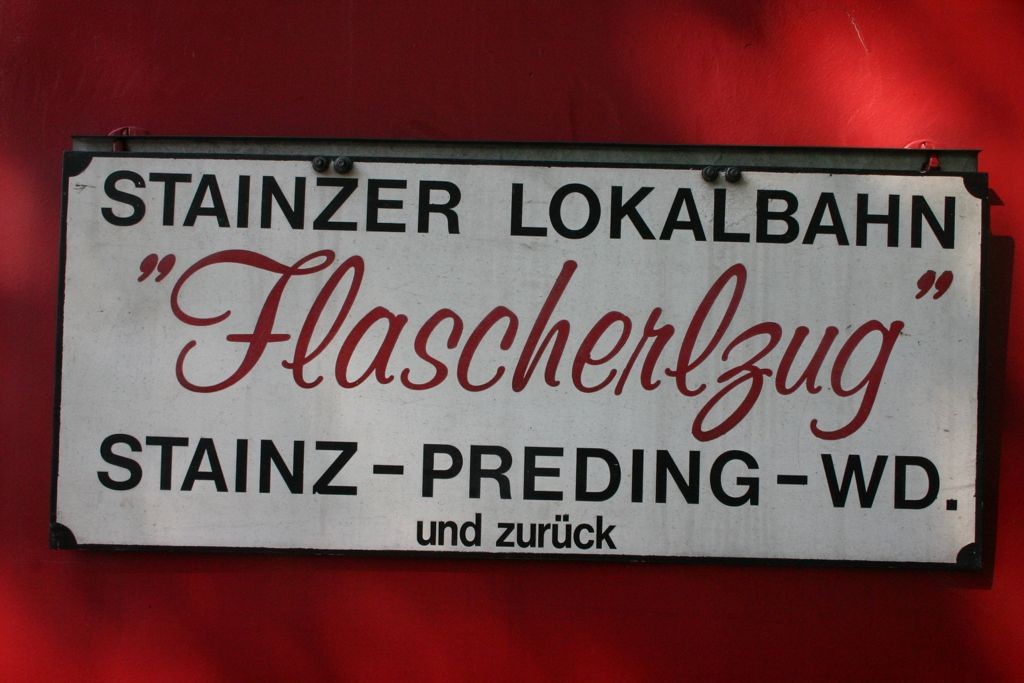 STAINZER LOKALBAHN
"Flascherlzug"
STAINZ-PREDING-WD.
und zurück